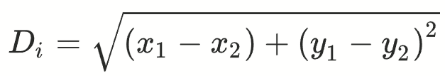 $D_i = \sqrt{(x_1 - x_2) + (y_1 - y_2)^2}$